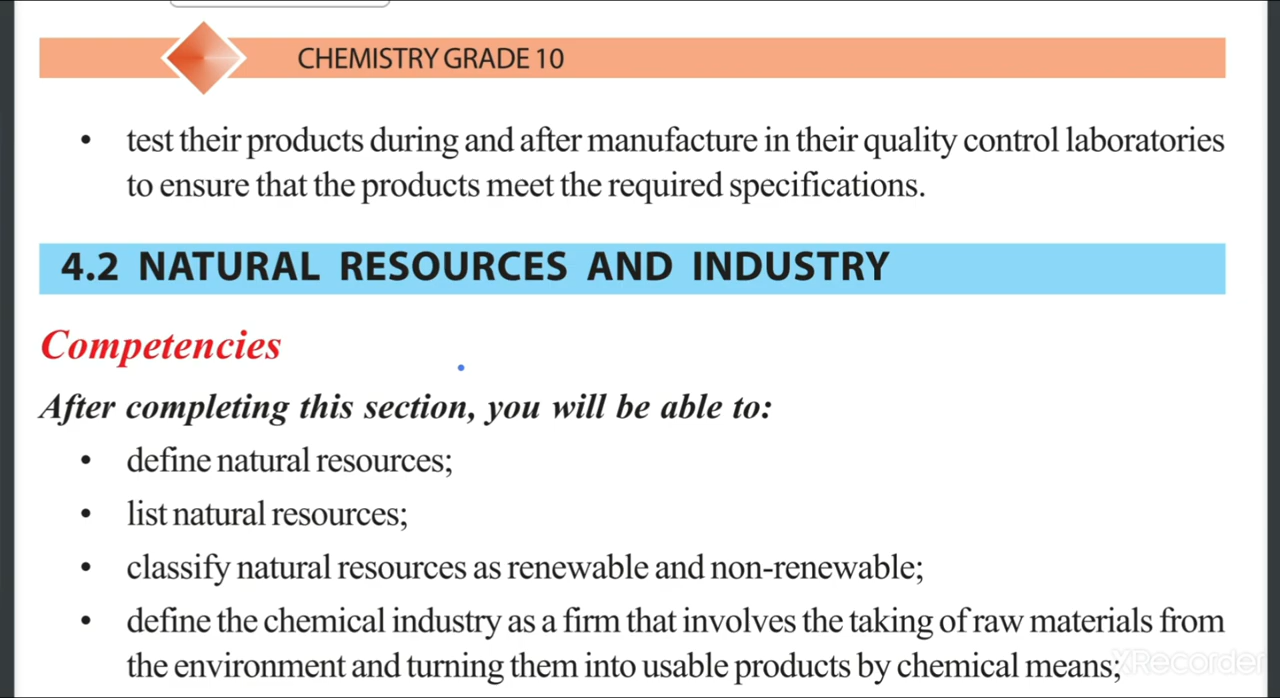 CHEMISTRY GRADE 10
• test their products during and after manufacture in their quality control laboratories
to ensure that the products meet the required specifications.
4.2 NATURAL RESOURCES AND INDUSTRY
Competencies
After completing this section, you will be able to:
• define natural resources;
• list natural resources;
• classify natural resources as renewable and non-renewable;
• define the chemical industry as a firm that involves the taking of raw materials from
the environment and turning them into usable products by chemical means;
XRecorder